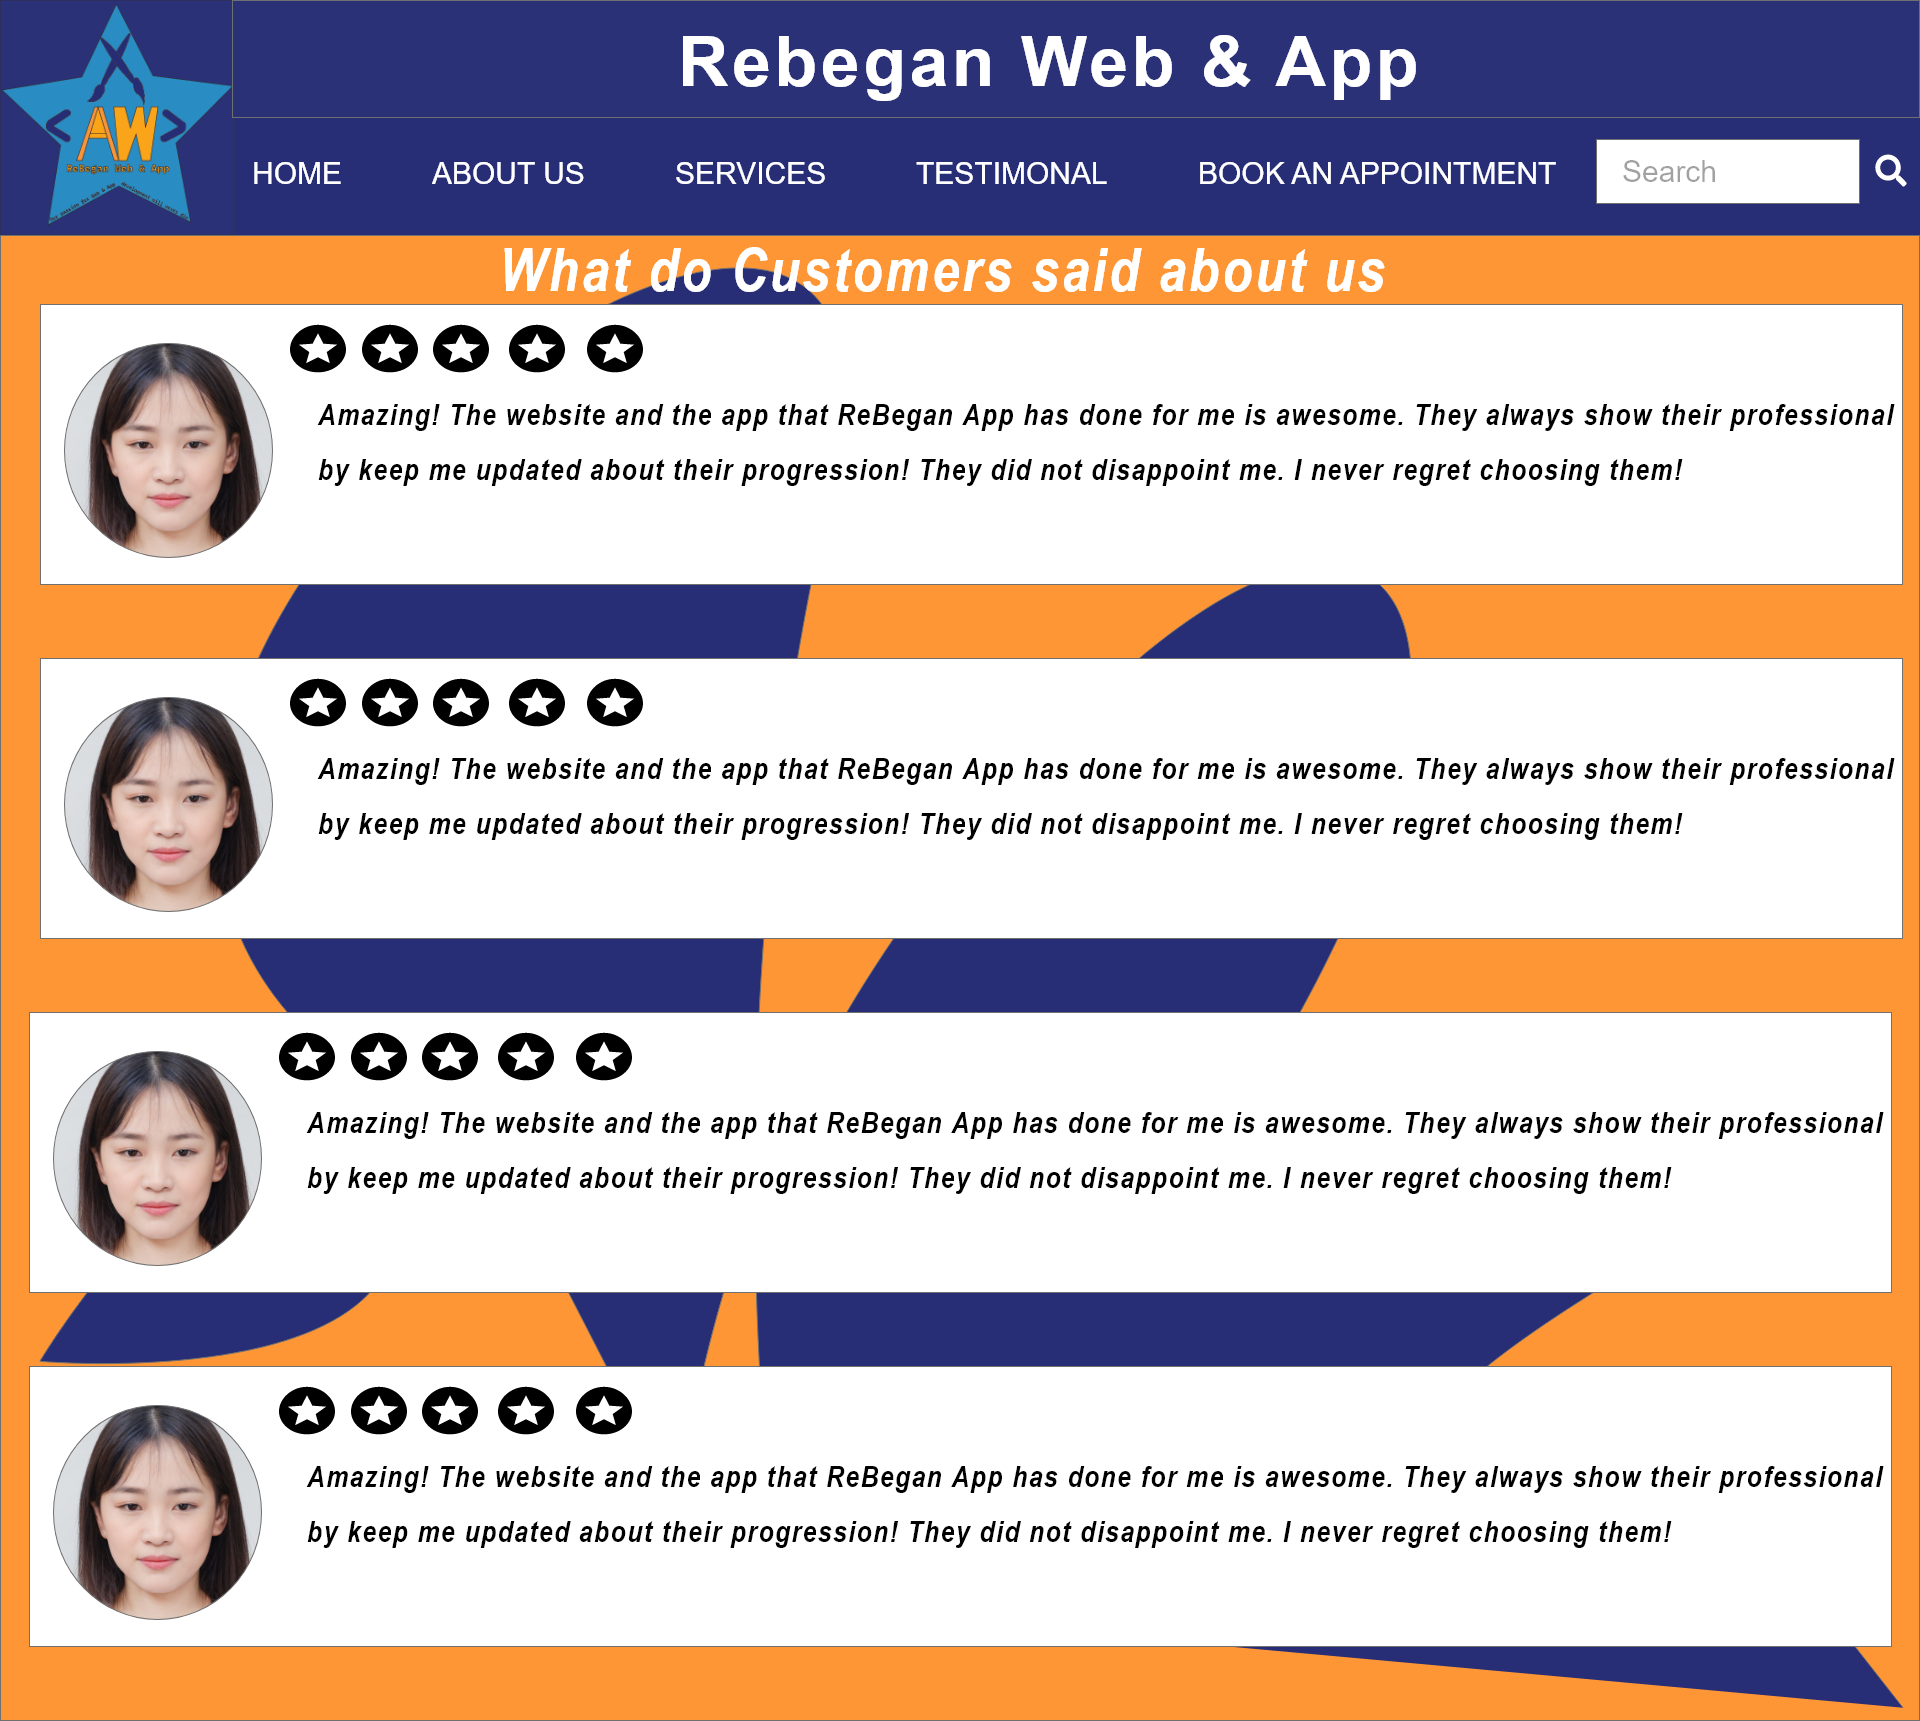 Rebegan Web & App
AW
ReBegan Web & App
HOME ABOUT US SERVICES TESTIMONAL BOOK AN APPOINTMENT Search
What do Customers said about us
Amazing! The website and the app that ReBegan App has done for me is awesome. They always show their professional
by keep me updated about their progression! They did not disappoint me. I never regret choosing them!
Amazing! The website and the app that ReBegan App has done for me is awesome. They always show their professional
by keep me updated about their progression! They did not disappoint me. I never regret choosing them!
Amazing! The website and the app that ReBegan App has done for me is awesome. They always show their professional
by keep me updated about their progression! They did not disappoint me. I never regret choosing them!
Amazing! The website and the app that ReBegan App has done for me is awesome. They always show their professional
by keep me updated about their progression! They did not disappoint me. I never regret choosing them!